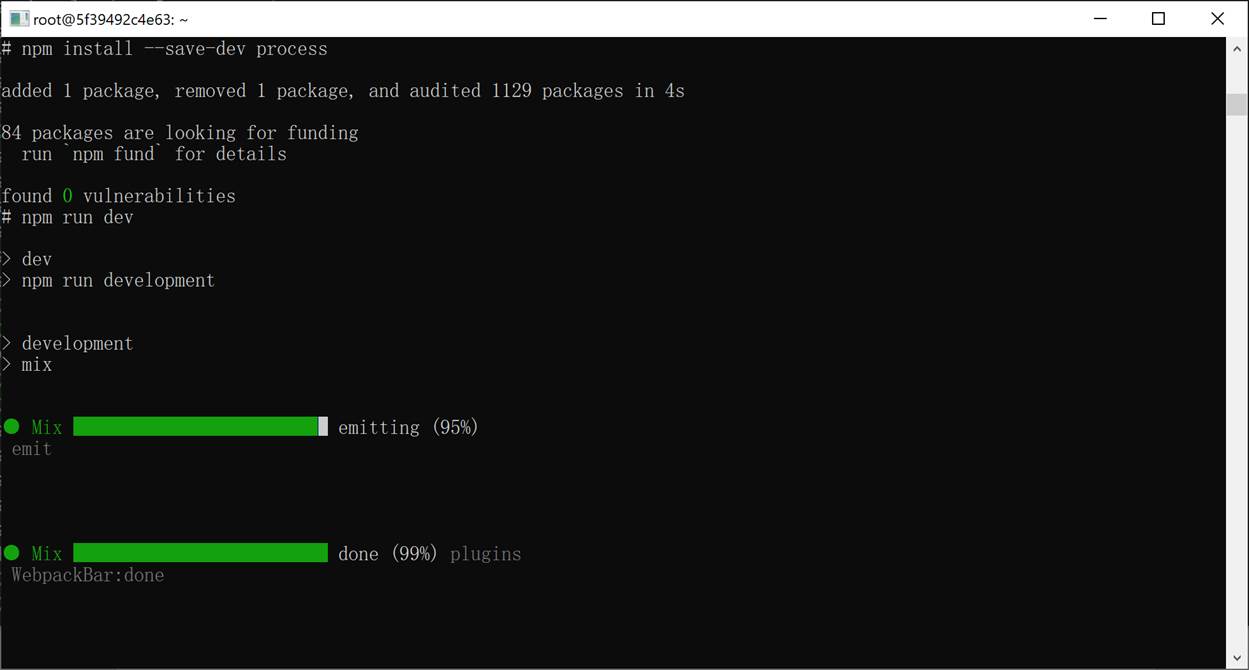 root@5f39492c4e63: ~
# npm install --save-dev process
added 1 package, removed 1 package, and audited 1129 packages in 4s
84 packages are looking for funding
run `npm fund` for details
found 0 vulnerabilities
# npm run dev
> dev
> npm run development
> development
> mix
Mix emitting (95%)
emit
Mix done (99%) plugins
WebpackBar:done